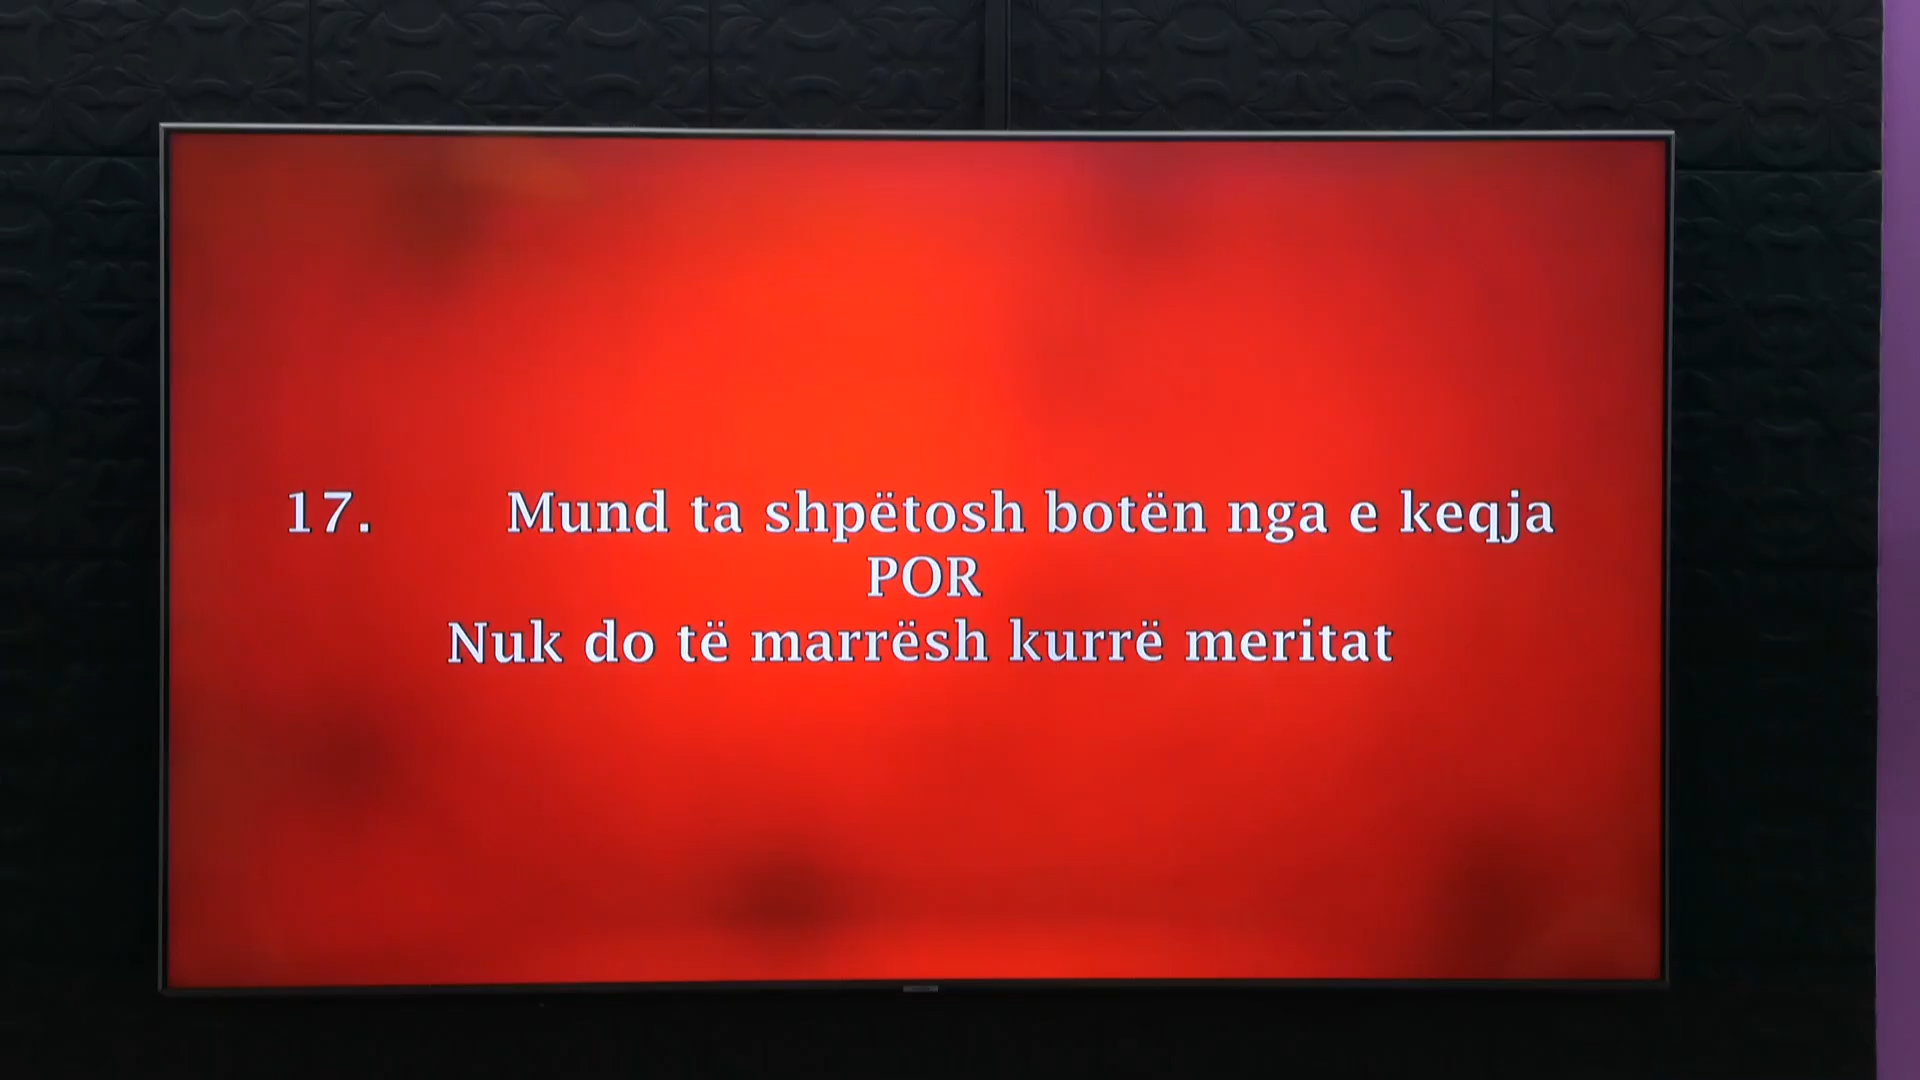 17. Mund ta shpëtosh botën nga e keqja
POR
Nuk do të marrësh kurrë meritat